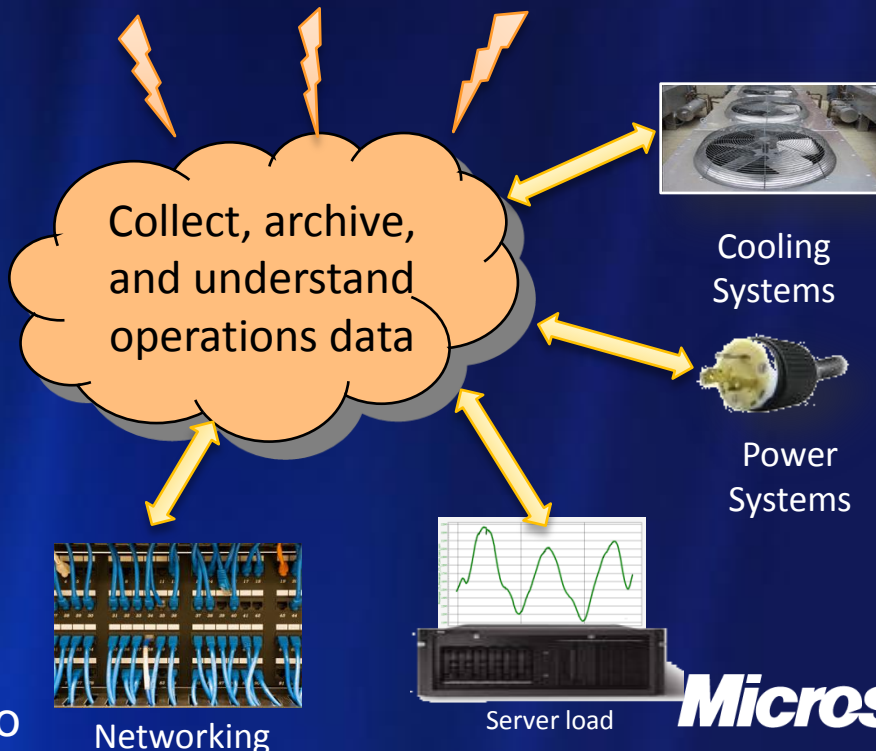 Collect, archive,
and understand
operations data
Cooling
Systems
Power
Systems
Networking
Server load
Micros
o